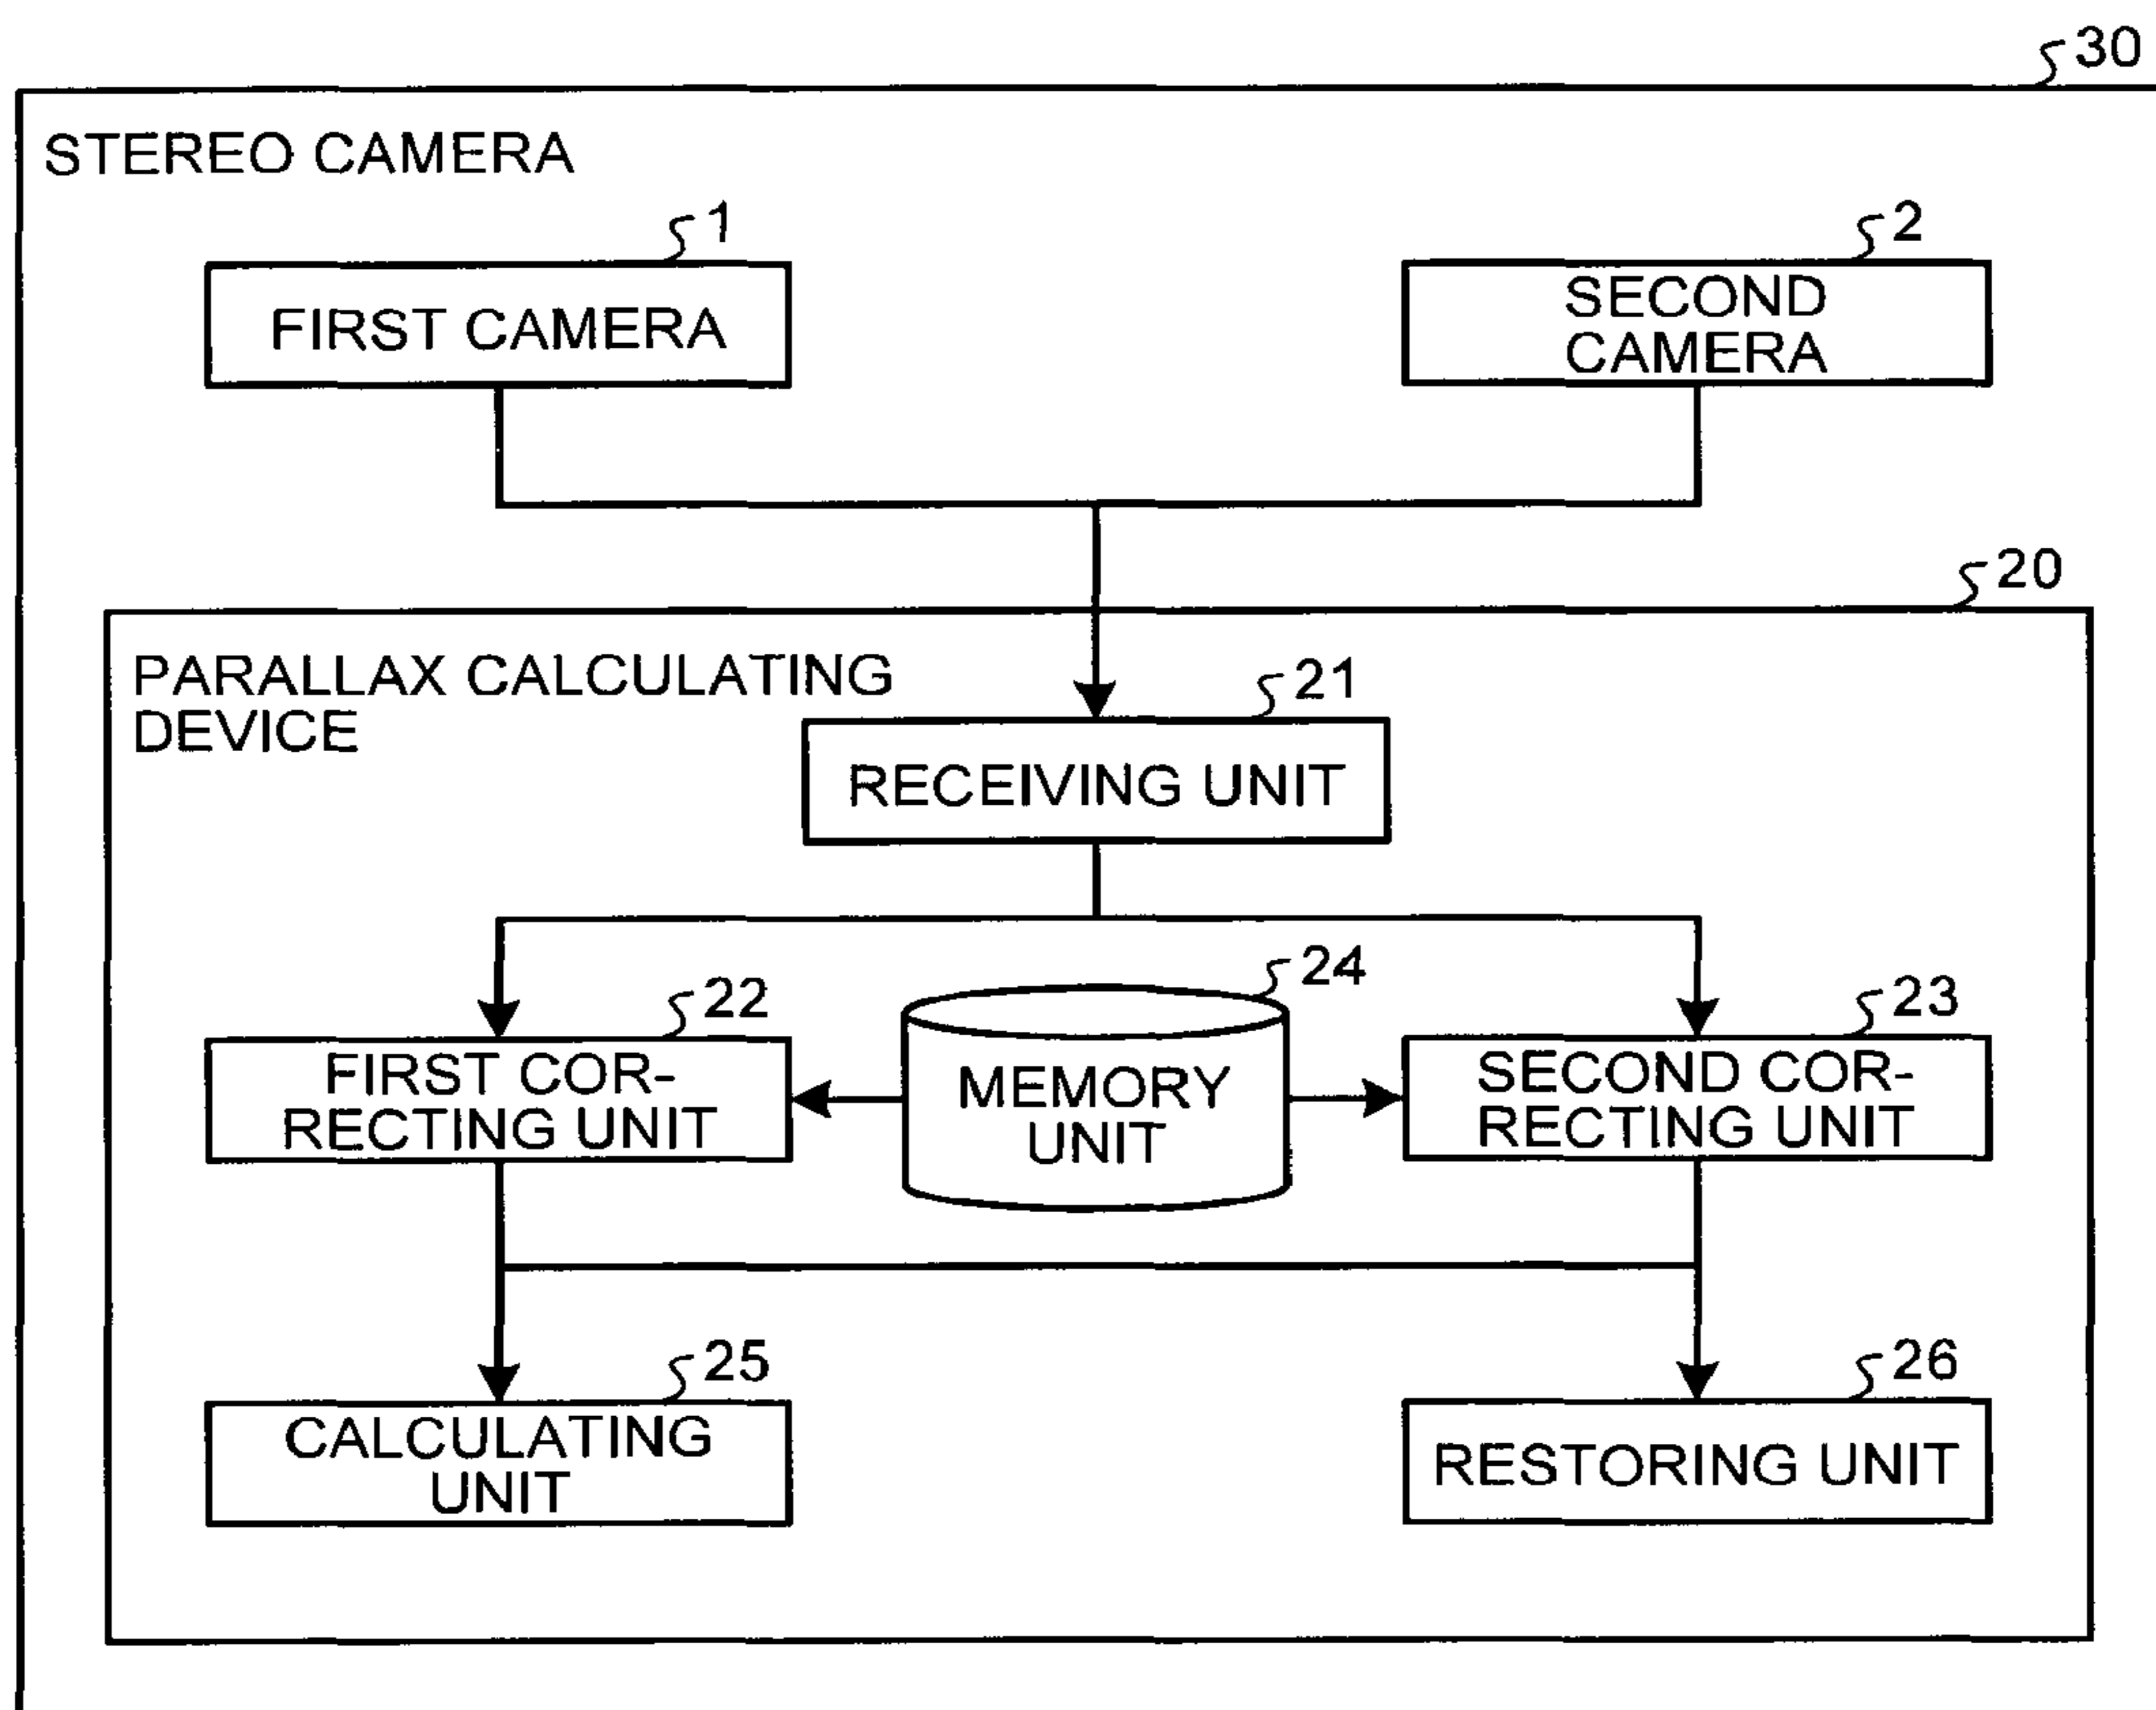 30
STEREO CAMERA
1
2
FIRST CAMERA
SECOND
CAMERA
20
PARALLAX CALCULATING
DEVICE
21
RECEIVING UNIT
22
24
23
FIRST COR-
RECTING UNIT
MEMORY
UNIT
SECOND COR-
RECTING UNIT
25
26
CALCULATING
UNIT
RESTORING UNIT